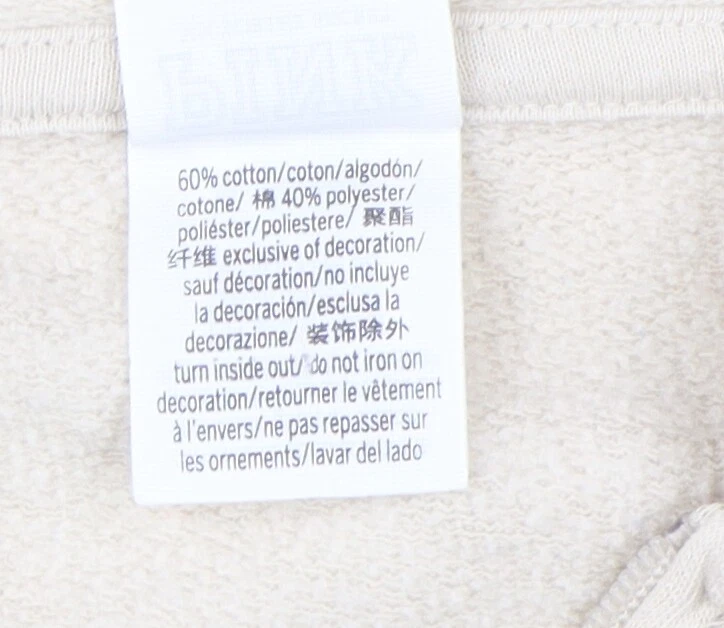 60% cotton/coton/algodón/
cotone/ 棉 40% polyester/
poliéster/poliestere/ 聚酯
纤维 exclusive of decoration/
sauf décoration/no incluye
la decoración/esclusa la
decorazione/ 装饰除外
turn inside out/ do not iron on
decoration/retourner le vêtement
à l'envers/ne pas repasser sur
les ornements/lavar del lado